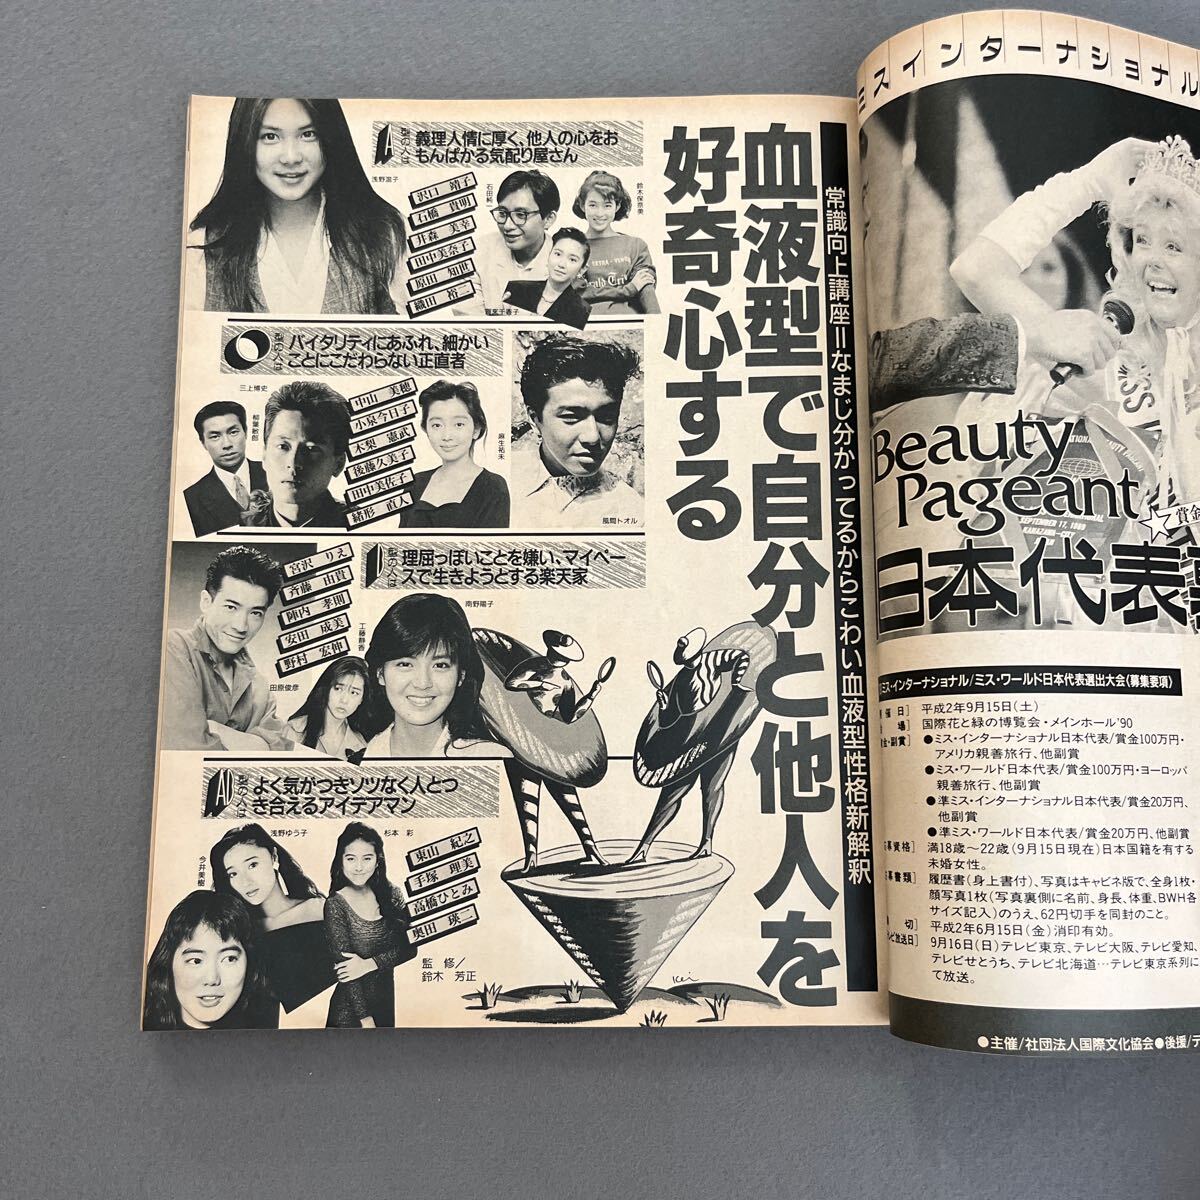 血液型で自分と他人を
好奇心する
常識向上講座=なまじ分かってるからこわい血液型性格新解釈
A
型の人は
義理人情に厚く、他人の心をお
もんぱかる気配り屋さん
浅野温子
沢口 靖子
石橋 貴明
井森 美幸
田中美奈子
原田 知世
織田 裕二
石田純一
鈴木保奈美
O
型の人は
バイタリティにあふれ、細かい
ことにこだわらない正直者
三上博史
柳葉敏郎
中山 美穂
小泉今日子
木梨 憲武
後藤久美子
田中美佐子
緒形 直人
麻生祐未
風間トオル
型の人は
理屈っぽいことを嫌い、マイペー
スで生きようとする楽天家
宮沢 りえ
斉藤 由貴
陣内 孝則
安田 成美
野村 宏伸
田原俊彦
工藤静香
南野陽子
AB
型の人は
よく気がつきソツなく人とつ
き合えるアイデアマン
浅野ゆう子
杉本 彩
今井美樹
東山 紀之
手塚 理美
高橋ひとみ
奥田 瑛二
監 修/
鈴木 芳正
Kei
ミスインターナショナル
Beauty
Pageant
SEPTEMBER 17, 1989
KANAZAWA-CITY
賞金
日本代表
ミス・インターナショナル/ミス・ワールド日本代表選出大会〈募集要項〉
催 日] 平成2年9月15日(土)
場] 国際花と緑の博覧会・メインホール'90
金・副賞] ●ミス・インターナショナル日本代表/賞金100万円・
アメリカ親善旅行、他副賞
●ミス・ワールド日本代表/賞金100万円・ヨーロッパ
親善旅行、他副賞
●準ミス・インターナショナル日本代表/賞金20万円、
他副賞
●準ミス・ワールド日本代表/賞金20万円、他副賞
募資格] 満18歳〜22歳(9月15日現在)日本国籍を有する
未婚女性。
募書類] 履歴書(身上書付)、写真はキャビネ版で、全身1枚・
顔写真1枚(写真裏側に名前、身長、体重、BWH各
サイズ記入)のうえ、62円切手を同封のこと。
切] 平成2年6月15日(金)消印有効。
テレビ放送日] 9月16日(日)テレビ東京、テレビ大阪、テレビ愛知、
テレビせとうち、テレビ北海道…テレビ東京系列に
て放送。
●主催/社団法人国際文化協会●後援/テ